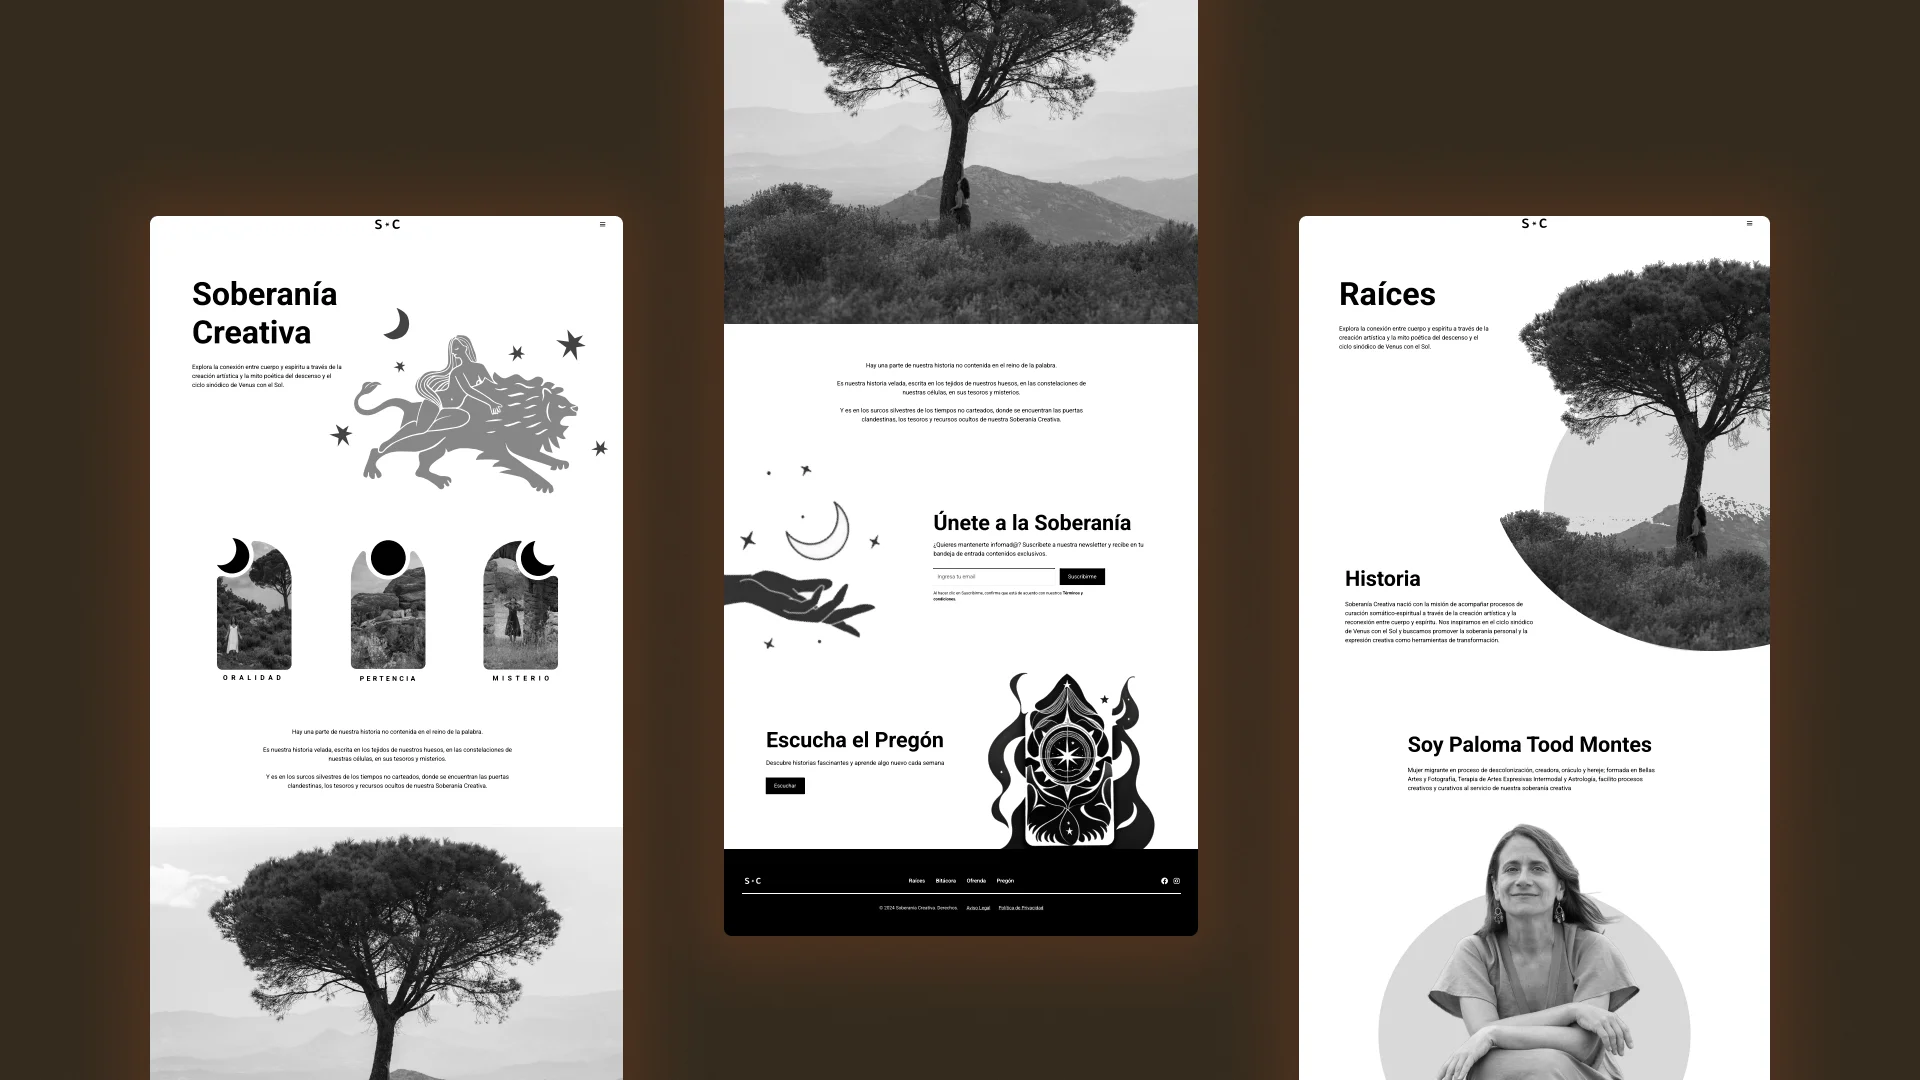 S★C
Soberanía
Creativa
Explora la conexión entre cuerpo y espíritu a través de la
creación artística y la mito poética del descenso y el
ciclo sinódico de Venus con el Sol.
ORALIDAD
PERTENCIA
MISTERIO
Hay una parte de nuestra historia no contenida en el reino de la palabra.
Es nuestra historia velada, escrita en los tejidos de nuestros huesos, en las constelaciones de
nuestras células, en sus tesoros y misterios.
Y es en los surcos silvestres de los tiempos no carteados, donde se encuentran las puertas
clandestinas, los tesoros y recursos ocultos de nuestra Soberanía Creativa.
Hay una parte de nuestra historia no contenida en el reino de la palabra.
Es nuestra historia velada, escrita en los tejidos de nuestros huesos, en las constelaciones de
nuestras células, en sus tesoros y misterios.
Y es en los surcos silvestres de los tiempos no carteados, donde se encuentran las puertas
clandestinas, los tesoros y recursos ocultos de nuestra Soberanía Creativa.
Únete a la Soberanía
¿Quieres mantenerte infomad@? Suscríbete a nuestra newsletter y recibe en tu
bandeja de entrada contenidos exclusivos.
Ingresa tu email
Suscribirme
Al hacer clic en Suscribirme, confirma que está de acuerdo con nuestros Términos y
condiciones.
Escucha el Pregón
Descubre historias fascinantes y aprende algo nuevo cada semana
Escuchar
S★C
Raíces Bitácora Ofrenda Pregón
© 2024 Soberanía Creativa. Derechos. Aviso Legal Política de Privacidad
S★C
Raíces
Explora la conexión entre cuerpo y espíritu a través de la
creación artística y la mito poética del descenso y el
ciclo sinódico de Venus con el Sol.
Historia
Soberanía Creativa nació con la misión de acompañar procesos de
curación somático-espiritual a través de la creación artística y la
reconexión entre cuerpo y espíritu. Nos inspiramos en el ciclo sinódico
de Venus con el Sol y buscamos promover la soberanía personal y la
expresión creativa como herramientas de transformación.
Soy Paloma Tood Montes
Mujer migrante en proceso de descolonización, creadora, oráculo y hereje; formada en Bellas
Artes y Fotografía, Terapia de Artes Expresivas Intermodal y Astrología, facilito procesos
creativos y curativos al servicio de nuestra soberanía creativa